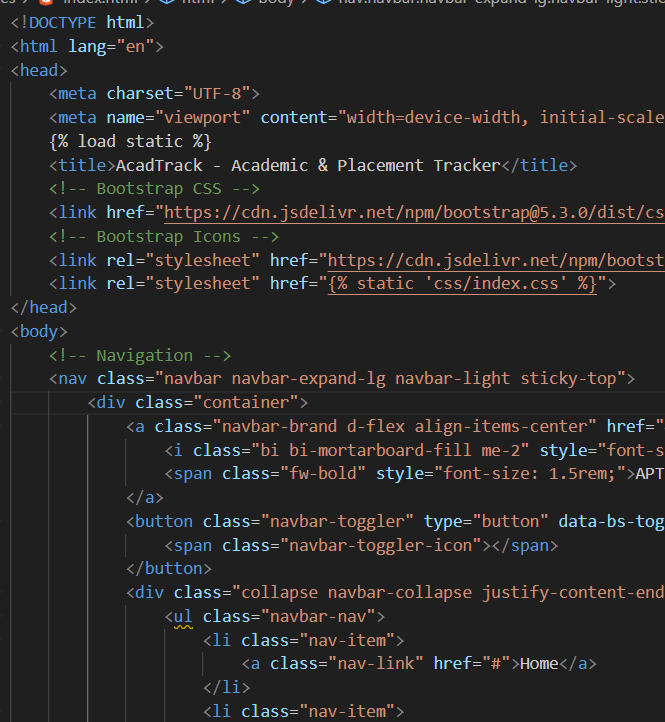 index.html > html > body > nav.navbar.navbar-expand-lg.navbar-light.sti
<!DOCTYPE html>
<html lang="en">
<head>
    <meta charset="UTF-8">
    <meta name="viewport" content="width=device-width, initial-scale
    {% load static %}
    <title>AcadTrack - Academic & Placement Tracker</title>
    <!-- Bootstrap CSS -->
    <link href="https://cdn.jsdelivr.net/npm/bootstrap@5.3.0/dist/cs
    <!-- Bootstrap Icons -->
    <link rel="stylesheet" href="https://cdn.jsdelivr.net/npm/bootst
    <link rel="stylesheet" href="{% static 'css/index.css' %}">
</head>
<body>
    <!-- Navigation -->
    <nav class="navbar navbar-expand-lg navbar-light sticky-top">
        <div class="container">
            <a class="navbar-brand d-flex align-items-center" href="
                <i class="bi bi-mortarboard-fill me-2" style="font-s
                <span class="fw-bold" style="font-size: 1.5rem;">APT
            </a>
            <button class="navbar-toggler" type="button" data-bs-tog
                <span class="navbar-toggler-icon"></span>
            </button>
            <div class="collapse navbar-collapse justify-content-end
                <ul class="navbar-nav">
                    <li class="nav-item">
                        <a class="nav-link" href="#">Home</a>
                    </li>
                    <li class="nav-item">